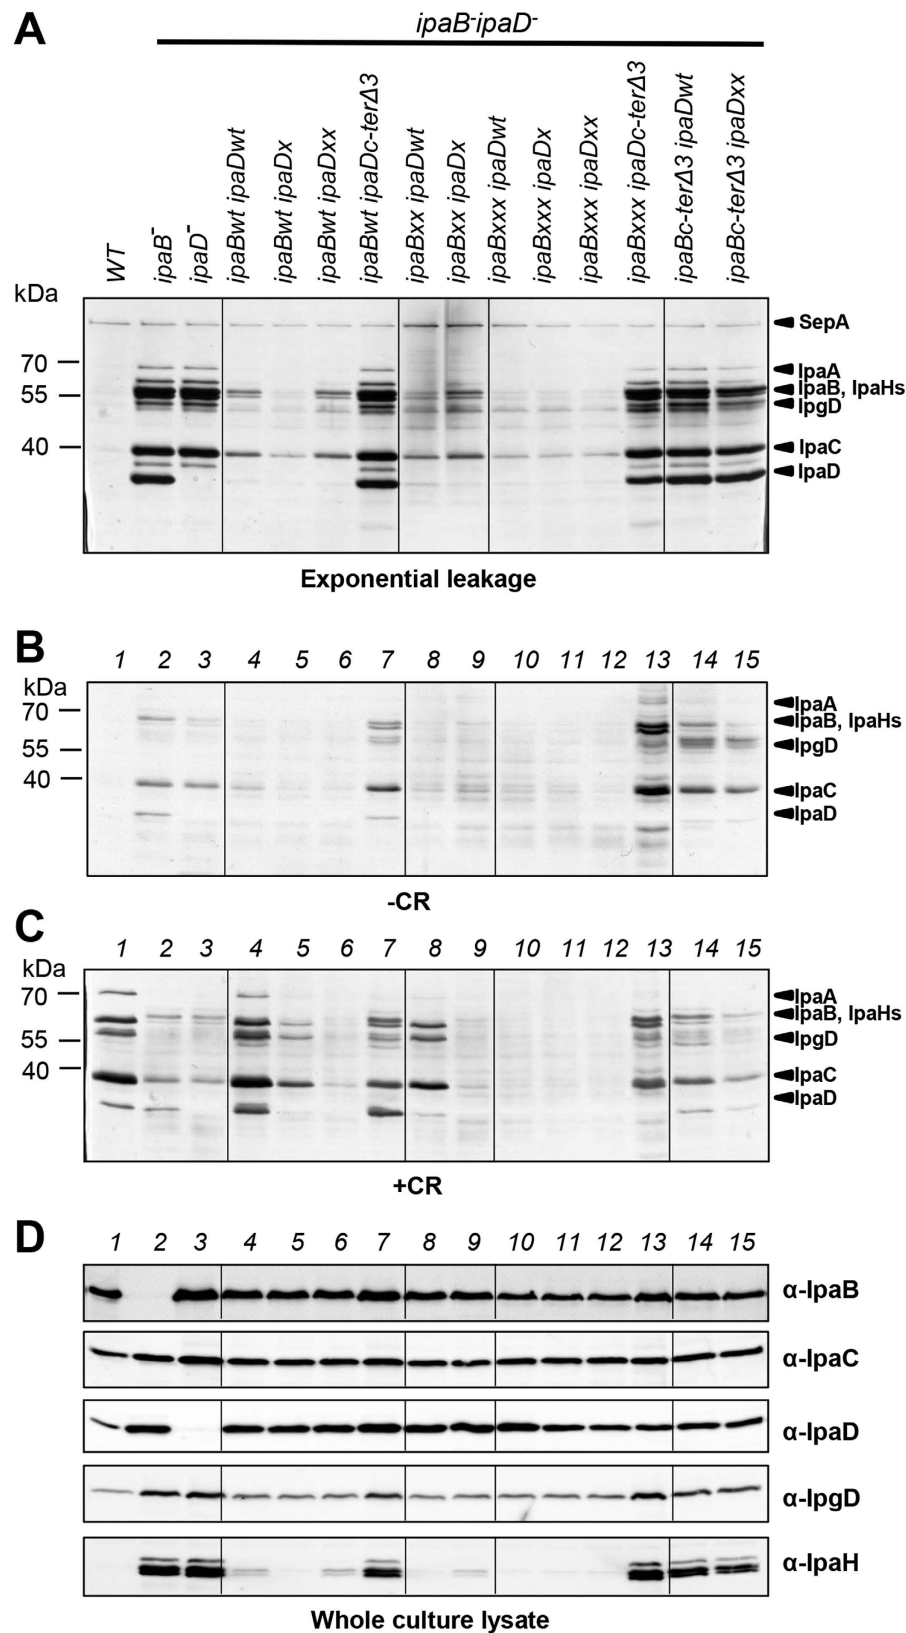 A
ipaB⁻ipaD⁻
WT
ipaB⁻
ipaD⁻
ipaBwt ipaDwt
ipaBwt ipaDx
ipaBwt ipaDxx
ipaBwt ipaDc-terΔ3
ipaBxx ipaDwt
ipaBxx ipaDx
ipaBxxx ipaDwt
ipaBxxx ipaDx
ipaBxxx ipaDxx
ipaBxxx ipaDc-terΔ3
ipaBc-terΔ3 ipaDwt
ipaBc-terΔ3 ipaDxx
kDa
SepA
70
IpaA
55
IpaB, IpaHs
IpgD
40
IpaC
IpaD
Exponential leakage
B
1 2 3 4 5 6 7 8 9 10 11 12 13 14 15
kDa
70
IpaA
IpaB, IpaHs
55
IpgD
40
IpaC
IpaD
-CR
C
1 2 3 4 5 6 7 8 9 10 11 12 13 14 15
kDa
70
IpaA
IpaB, IpaHs
55
IpgD
40
IpaC
IpaD
+CR
D
1 2 3 4 5 6 7 8 9 10 11 12 13 14 15
α-IpaB
α-IpaC
α-IpaD
α-IpgD
α-IpaH
Whole culture lysate